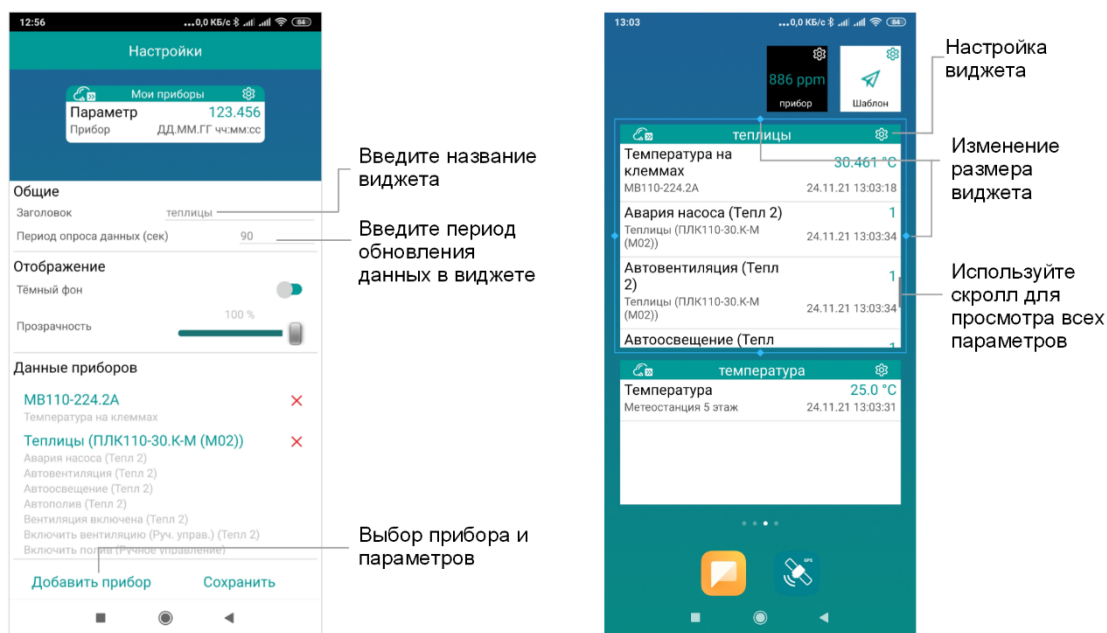 12:56
...0,0 КБ/с
84
Настройки
Мои приборы
Параметр 123.456
Прибор ДД.ММ.ГГ чч:мм:сс
Общие
Заголовок теплицы
Период опроса данных (сек) 90
Отображение
Тёмный фон
100 %
Прозрачность
Данные приборов
МВ110-224.2А
Температура на клеммах
Теплицы (ПЛК110-30.К-М (М02))
Авария насоса (Тепл 2)
Автовентиляция (Тепл 2)
Автоосвещение (Тепл 2)
Автополив (Тепл 2)
Вентиляция включена (Тепл 2)
Включить вентиляцию (Руч. управ.) (Тепл 2)
Включить полив (Ручное управление)
Добавить прибор Сохранить
Введите название
виджета
Введите период
обновления
данных в виджете
Выбор прибора и
параметров
13:03
...0,0 КБ/с
84
886 ppm
прибор
Шаблон
теплицы
Температура на
клеммах
30.461 °C
МВ110-224.2А 24.11.21 13:03:18
Авария насоса (Тепл 2) 1
Теплицы (ПЛК110-30.К-М
(М02))
24.11.21 13:03:34
Автовентиляция (Тепл
2)
1
Теплицы (ПЛК110-30.К-М
(М02))
24.11.21 13:03:34
Автоосвещение (Тепл 1
температура
Температура 25.0 °C
Метеостанция 5 этаж 24.11.21 13:03:31
GPS
Настройка
виджета
Изменение
размера
виджета
Используйте
скролл для
просмотра всех
параметров